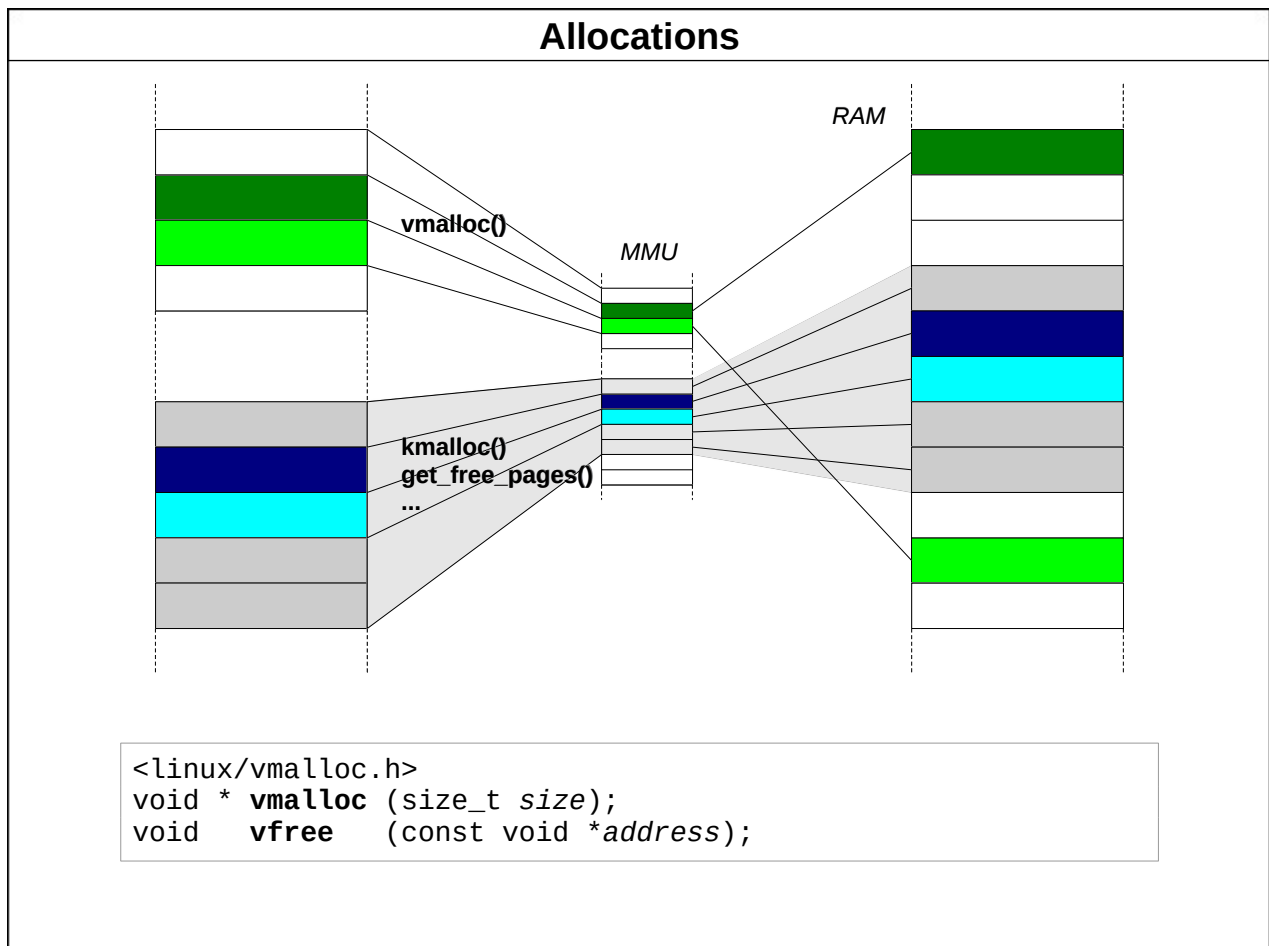 Allocations
RAM
vmalloc()
MMU
kmalloc()
get_free_pages()
...
<linux/vmalloc.h>
void * vmalloc (size_t size);
void   vfree   (const void *address);